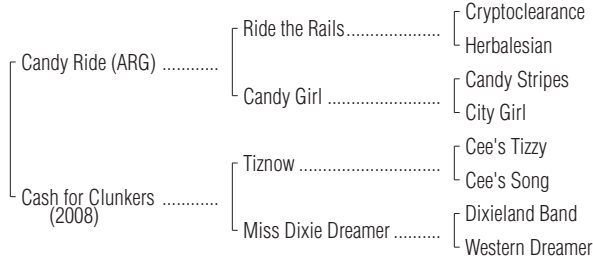 Cryptoclearance
Ride the Rails....................
Herbalesian
Candy Ride (ARG) ............
Candy Stripes
Candy Girl ........................
City Girl
Cee's Tizzy
Tiznow ..............................
Cee's Song
Cash for Clunkers ............
(2008)
Dixieland Band
Miss Dixie Dreamer ..........
Western Dreamer